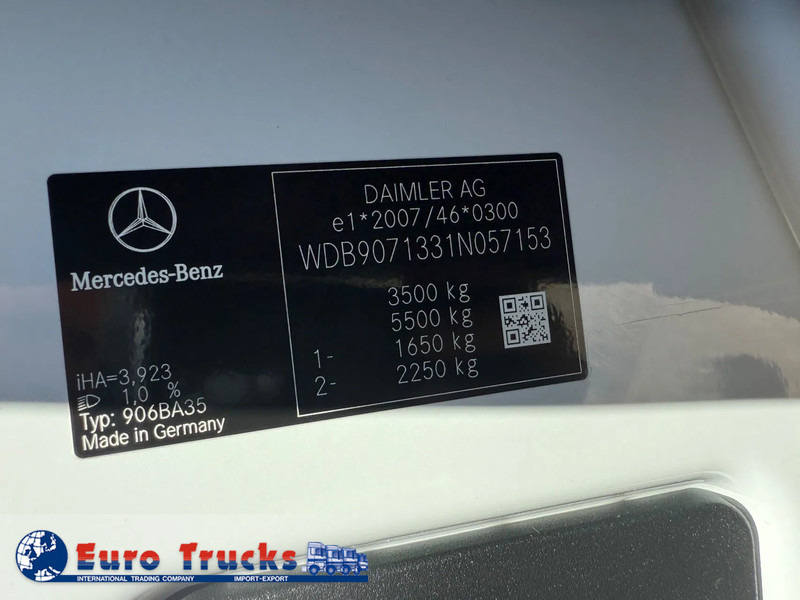 Mercedes-Benz
iHA=3,923
1,0 %
Typ: 906BA35
Made in Germany
DAIMLER AG
e1*2007/46*0300
WDB9071331N057153
3500 kg
5500 kg
1- 1650 kg
2- 2250 kg
Euro Trucks
INTERNATIONAL TRADING COMPANY IMPORT-EXPORT